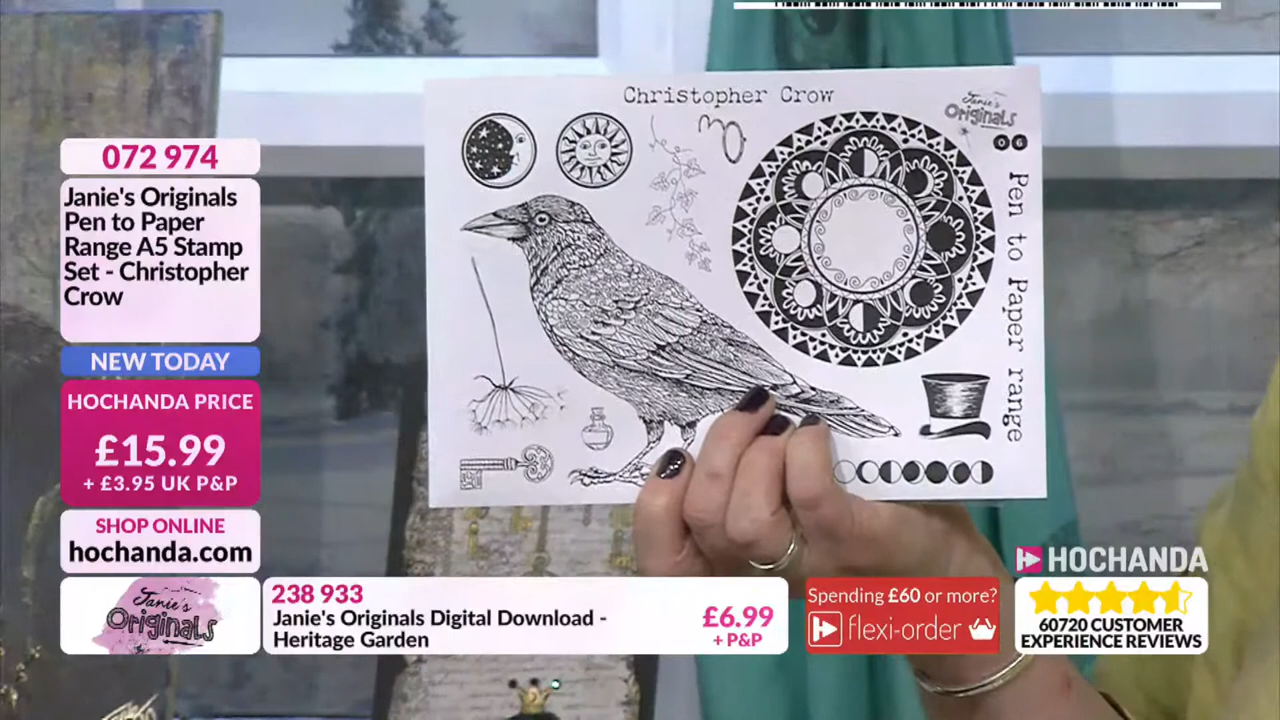 072 974
Janie's Originals
Pen to Paper
Range A5 Stamp
Set - Christopher
Crow
NEW TODAY
HOCHANDA PRICE
£15.99
+ £3.95 UK P&P
SHOP ONLINE
hochanda.com
Christopher Crow
Janie's
Originals
06
Pen to Paper range
Janie's
Originals
238 933
Janie's Originals Digital Download -
Heritage Garden
£6.99
+ P&P
Spending £60 or more?
flexi-order
HOCHANDA
60720 CUSTOMER
EXPERIENCE REVIEWS